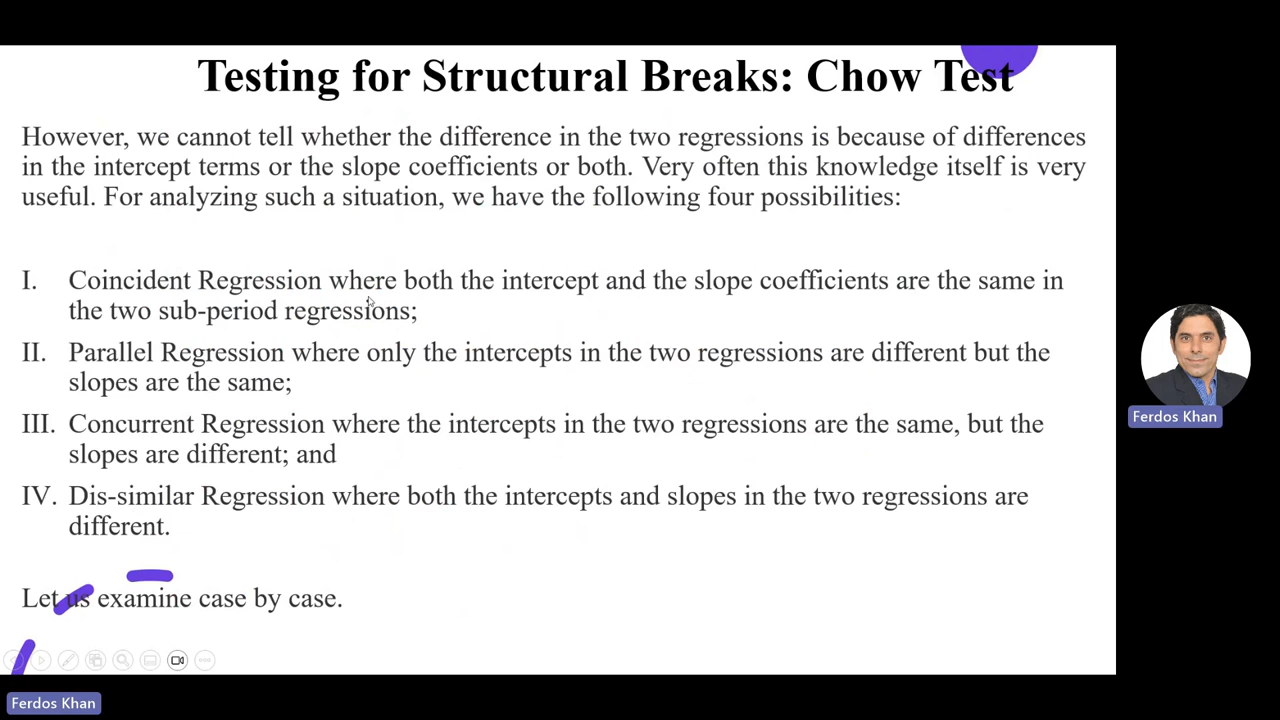 Testing for Structural Breaks: Chow Test
However, we cannot tell whether the difference in the two regressions is because of differences
in the intercept terms or the slope coefficients or both. Very often this knowledge itself is very
useful. For analyzing such a situation, we have the following four possibilities:
I. Coincident Regression where both the intercept and the slope coefficients are the same in
the two sub-period regressions;
II. Parallel Regression where only the intercepts in the two regressions are different but the
slopes are the same;
III. Concurrent Regression where the intercepts in the two regressions are the same, but the
slopes are different; and
IV. Dis-similar Regression where both the intercepts and slopes in the two regressions are
different.
Let us examine case by case.
Ferdos Khan
Ferdos Khan